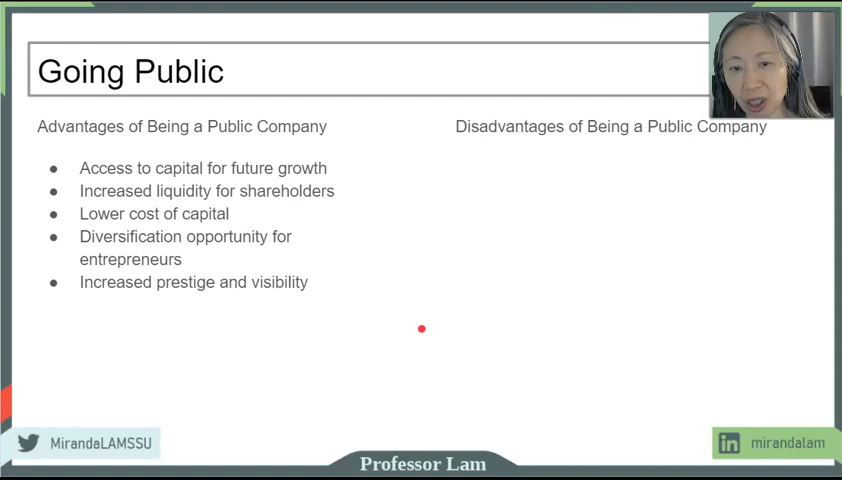 Going Public
Advantages of Being a Public Company
● Access to capital for future growth
● Increased liquidity for shareholders
● Lower cost of capital
● Diversification opportunity for
entrepreneurs
● Increased prestige and visibility
Disadvantages of Being a Public Company
MirandaLAMSSU
Professor Lam
in mirandalam